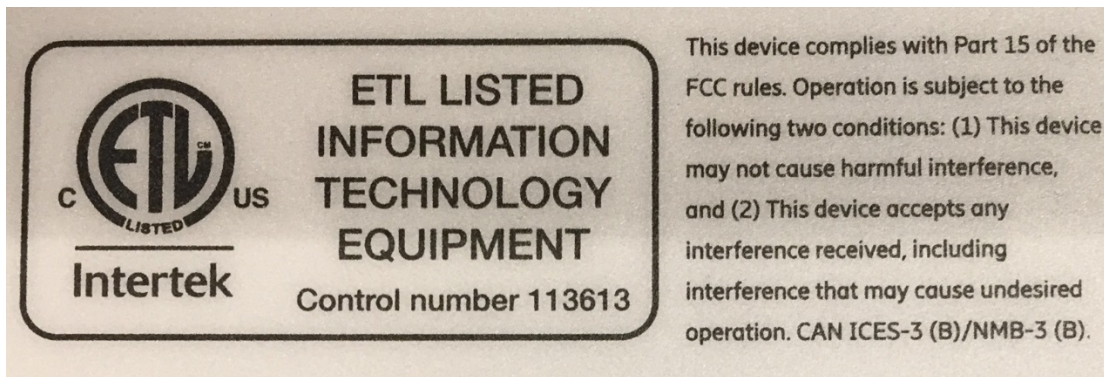 ETL CM
LISTED
C US
Intertek
ETL LISTED
INFORMATION
TECHNOLOGY
EQUIPMENT
Control number 113613
This device complies with Part 15 of the
FCC rules. Operation is subject to the
following two conditions: (1) This device
may not cause harmful interference,
and (2) This device accepts any
interference received, including
interference that may cause undesired
operation. CAN ICES-3 (B)/NMB-3 (B).